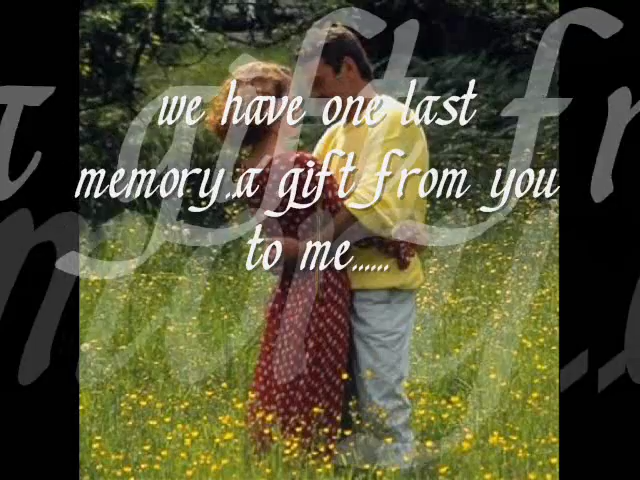 we have one last
memory.a gift from you
to me......